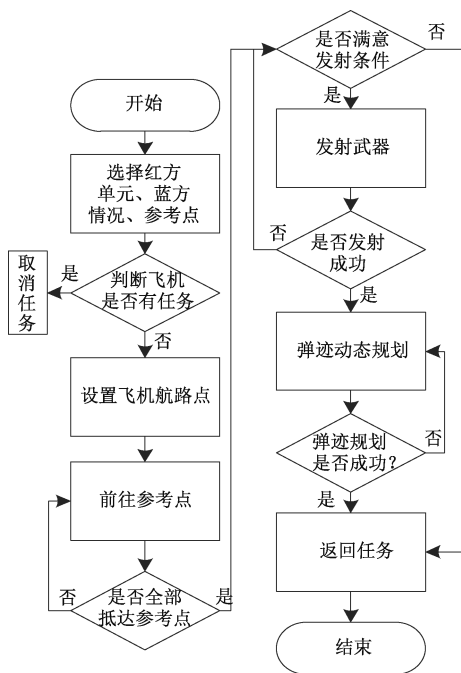 开始
选择红方
单元、蓝方
情况、参考点
判断飞机
是否有任务
是
取
消
任
务
否
设置飞机航路点
前往参考点
是否全部
抵达参考点
否
是
是否满意
发射条件
否
是
发射武器
是否发射
成功
否
是
弹迹动态规划
弹迹规划
是否成功?
否
是
返回任务
结束